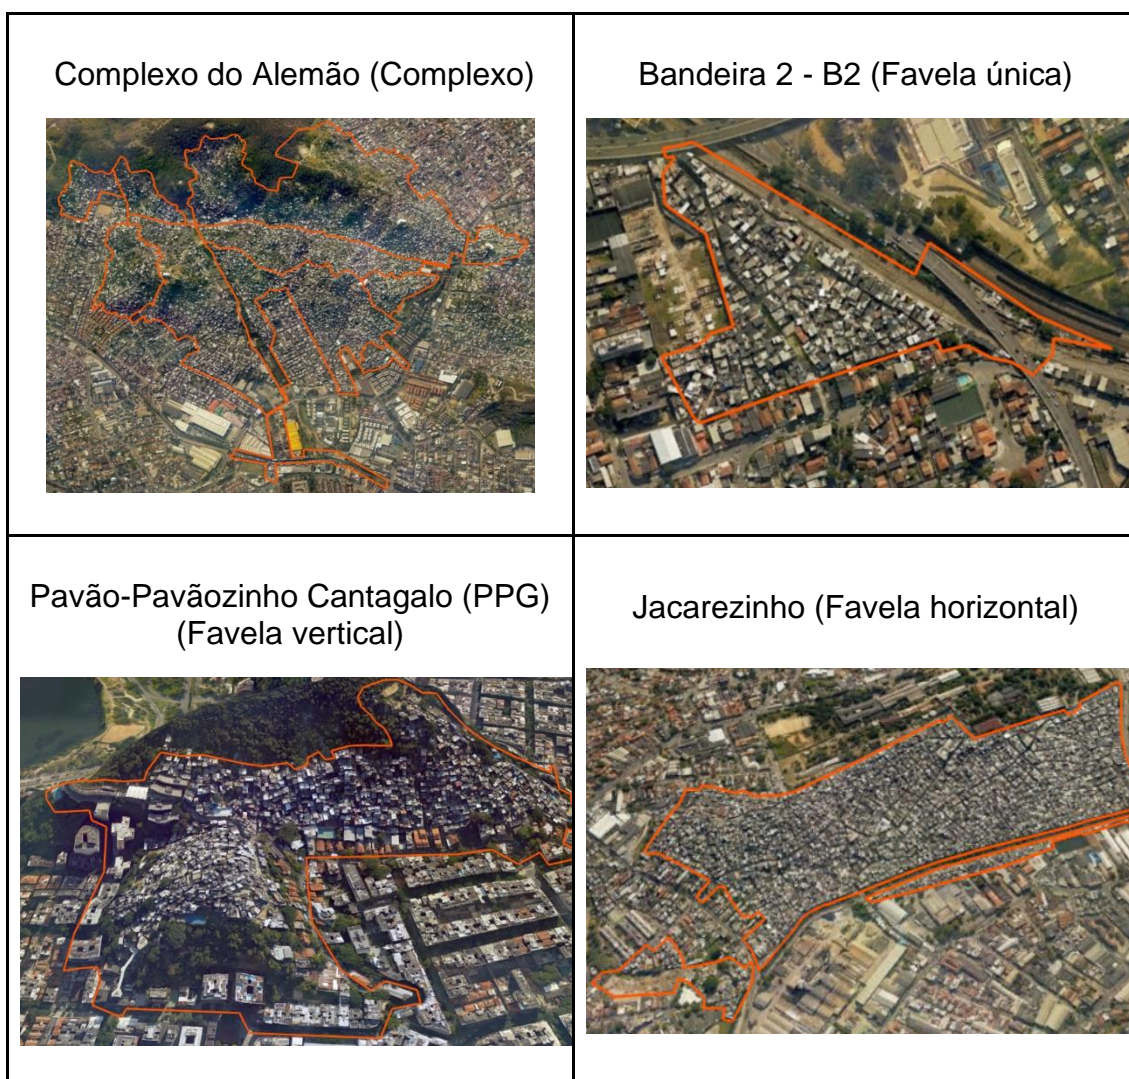 Complexo do Alemão (Complexo)
Bandeira 2 - B2 (Favela única)
Pavão-Pavãozinho Cantagalo (PPG)
(Favela vertical)
Jacarezinho (Favela horizontal)